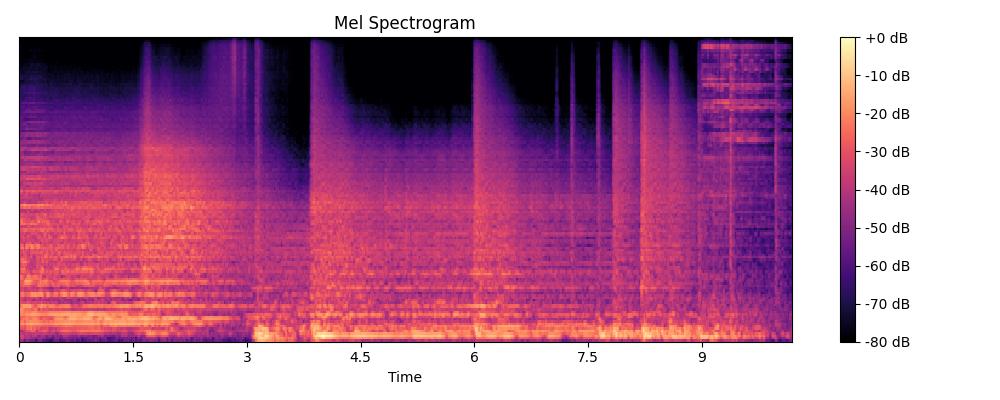 Mel Spectrogram
+0 dB
-10 dB
-20 dB
-30 dB
-40 dB
-50 dB
-60 dB
-70 dB
-80 dB
0 1.5 3 4.5 6 7.5 9
Time